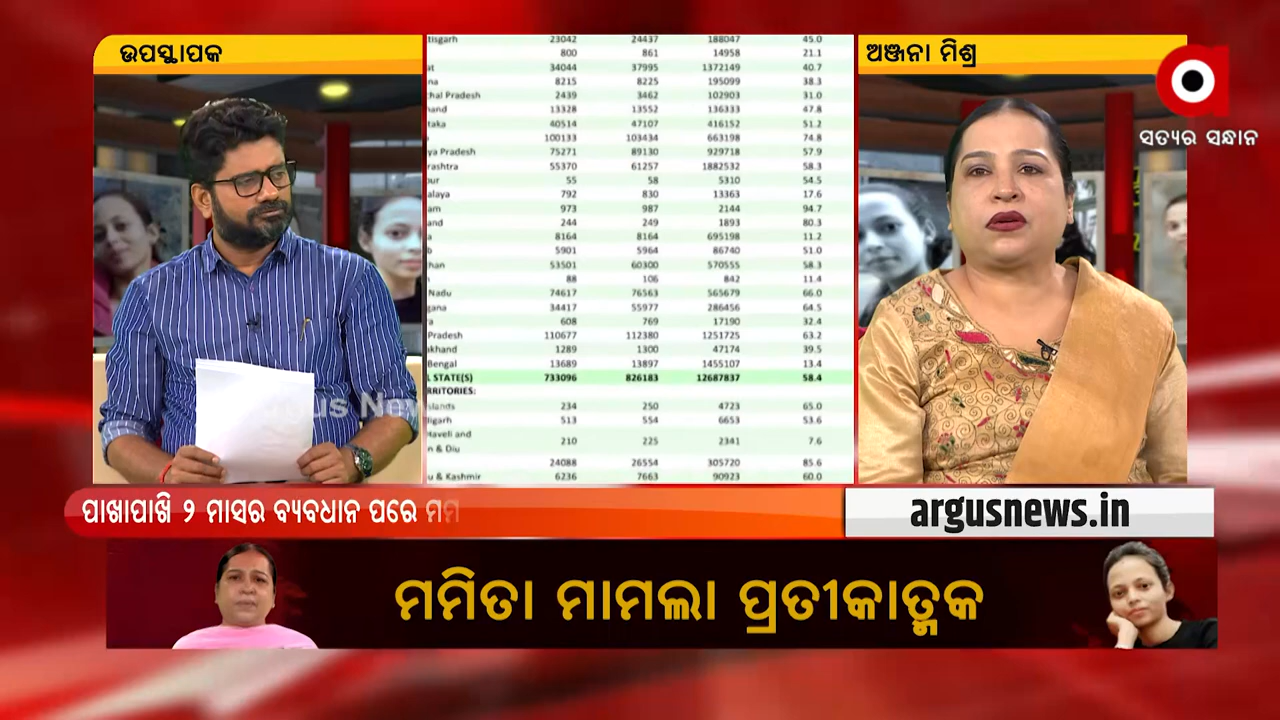 ଉପସ୍ଥାପକ
ଅଞ୍ଜନା ମିଶ୍ର
ସତ୍ୟର ସନ୍ଧାନ
tisgarh 23042 24437 188047 45.0
800 861 14958 21.1
at 34044 37995 1372149 40.7
na 8215 8225 195099 38.3
chal Pradesh 2439 3462 102903 31.0
hand 13328 13552 136333 47.8
taka 40514 47107 416152 51.2
a 100133 103434 663198 74.8
ya Pradesh 75271 89130 929718 57.9
rashtra 55370 61257 1882532 58.3
ur 55 58 5310 54.5
alaya 792 830 13363 17.6
am 973 987 2144 94.7
and 244 249 1893 80.3
a 8164 8164 695198 11.2
b 5901 5964 86740 51.0
han 53501 60300 570555 58.3
n 88 106 842 11.4
Nadu 74617 76563 565679 66.0
gana 34417 55977 286456 64.5
ra 608 769 17190 32.4
Pradesh 110677 112380 1251725 63.2
akhand 1289 1300 47174 39.5
Bengal 13689 13897 1455107 13.4
L STATE(S) 733096 826183 12687837 58.4
RRITORIES:
slands 234 250 4723 65.0
tigarh 513 554 6653 53.6
Haveli and
n & Diu 210 225 2341 7.6
24088 26554 305720 85.6
u & Kashmir 6236 7663 90923 60.0
Argus News
ପାଖାପାଖି ୨ ମାସର ବ୍ୟବଧାନ ପରେ ମମ
argusnews.in
ମମିତା ମାମଲା ପ୍ରତୀକାତ୍ମକ